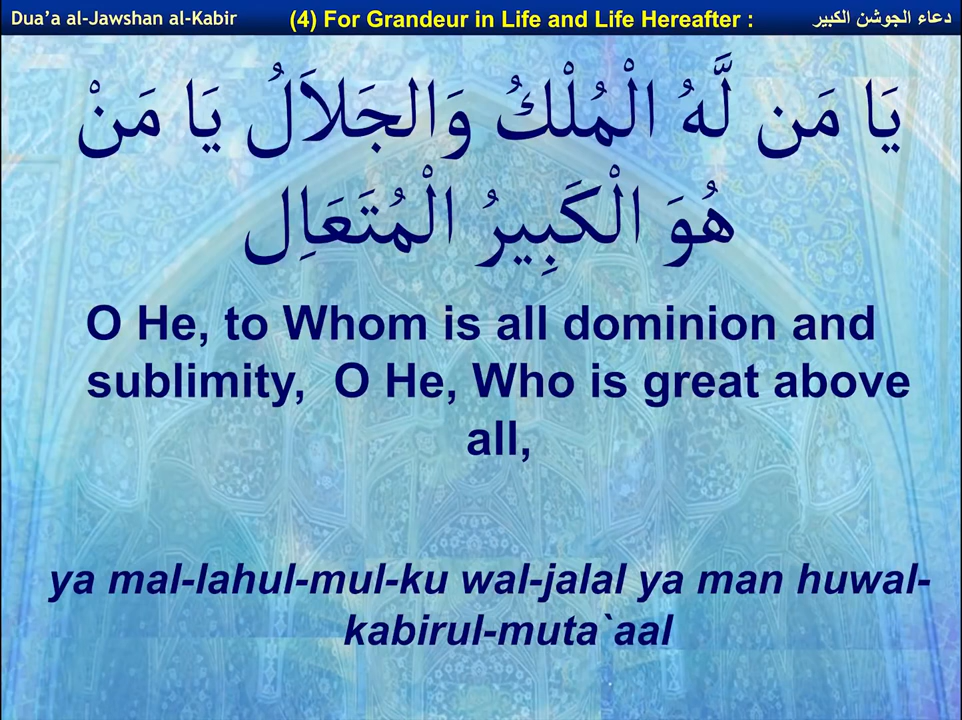 Dua’a al-Jawshan al-Kabir (4) For Grandeur in Life and Life Hereafter : دعاء الجوشن الكبير
يَا مَن لَّهُ الْمُلْكُ وَالجَلاَلُ يَا مَنْ
هُوَ الْكَبِيرُ الْمُتَعَاِل
O He, to Whom is all dominion and
sublimity, O He, Who is great above
all,
ya mal-lahul-mul-ku wal-jalal ya man huwal-
kabirul-muta`aal